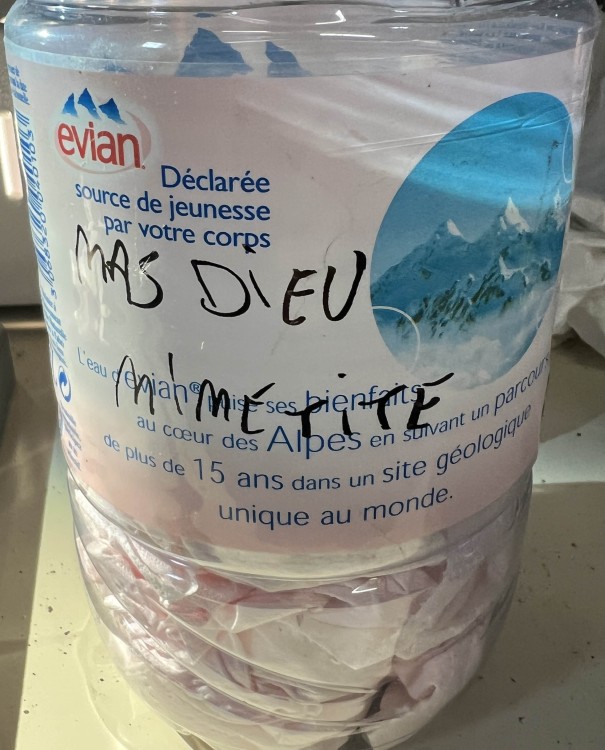 evian.
Déclarée
source de jeunesse
par votre corps
MAS DIEU
L'eau d'evian® puise ses bienfaits
MIMETITE
au cœur des Alpes en suivant un parcours
de plus de 15 ans dans un site géologique
unique au monde.